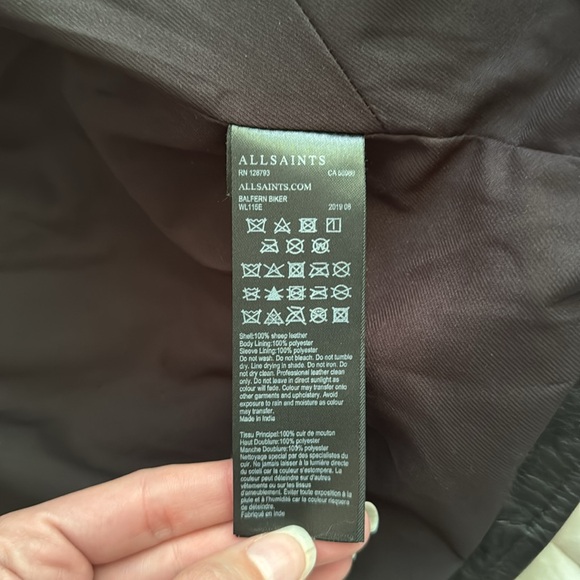 ALLSAINTS
RN 128793 CA 50988
ALLSAINTS.COM
BALFERN BIKER
WL115E 2019 08
Shell:100% sheep leather
Body Lining:100% polyester
Sleeve Lining:100% polyester
Do not wash. Do not bleach. Do not tumble
dry. Line drying in shade. Do not iron. Do
not dry clean. Professional leather clean
only. Do not leave in direct sunlight as
colour will fade. Colour may transfer onto
other garments and upholstery. Avoid
exposure to rain and moisture as colour
may transfer.
Made in India
Tissu Principel:100% cuir de mouton
Haut Doublure:100% polyester
Manche Doublure:100% polyester
Nettoyage special par des spécialistes du
cuir. Ne jamais laisser à la lumière directe
du soleil car la couleur s'estompera. La
couleur peut déteindre sur d'autres
vêtements ou sur les tissus
d'ameublement. Éviter toute exposition à la
pluie et à l'humidité car la couleur risquera
de déteindre.
Fabriqué en Inde